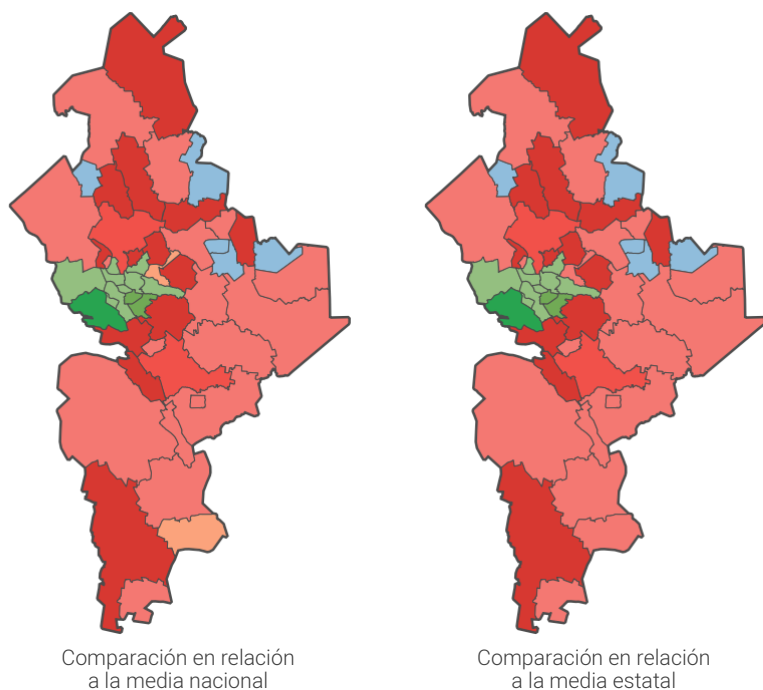 Comparación en relación
a la media nacional
Comparación en relación
a la media estatal